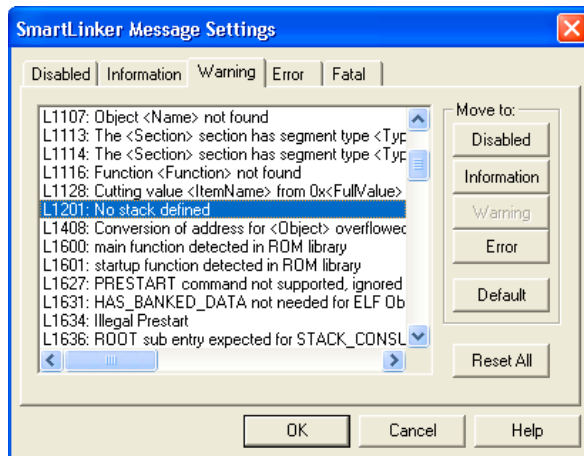 SmartLinker Message Settings
Disabled Information Warning Error Fatal
L1107: Object <Name> not found
L1113: The <Section> section has segment type <Typ
L1114: The <Section> section has segment type <Typ
L1116: Function <Function> not found
L1128: Cutting value <ItemName> from 0x<FullValue>
L1201: No stack defined
L1408: Conversion of address for <Object> overflowed
L1600: main function detected in ROM library
L1601: startup function detected in ROM library
L1627: PRESTART command not supported, ignored
L1631: HAS_BANKED_DATA not needed for ELF Ob
L1634: Illegal Prestart
L1636: ROOT sub entry expected for STACK_CONSU
Move to:
Disabled
Information
Warning
Error
Default
Reset All
OK Cancel Help